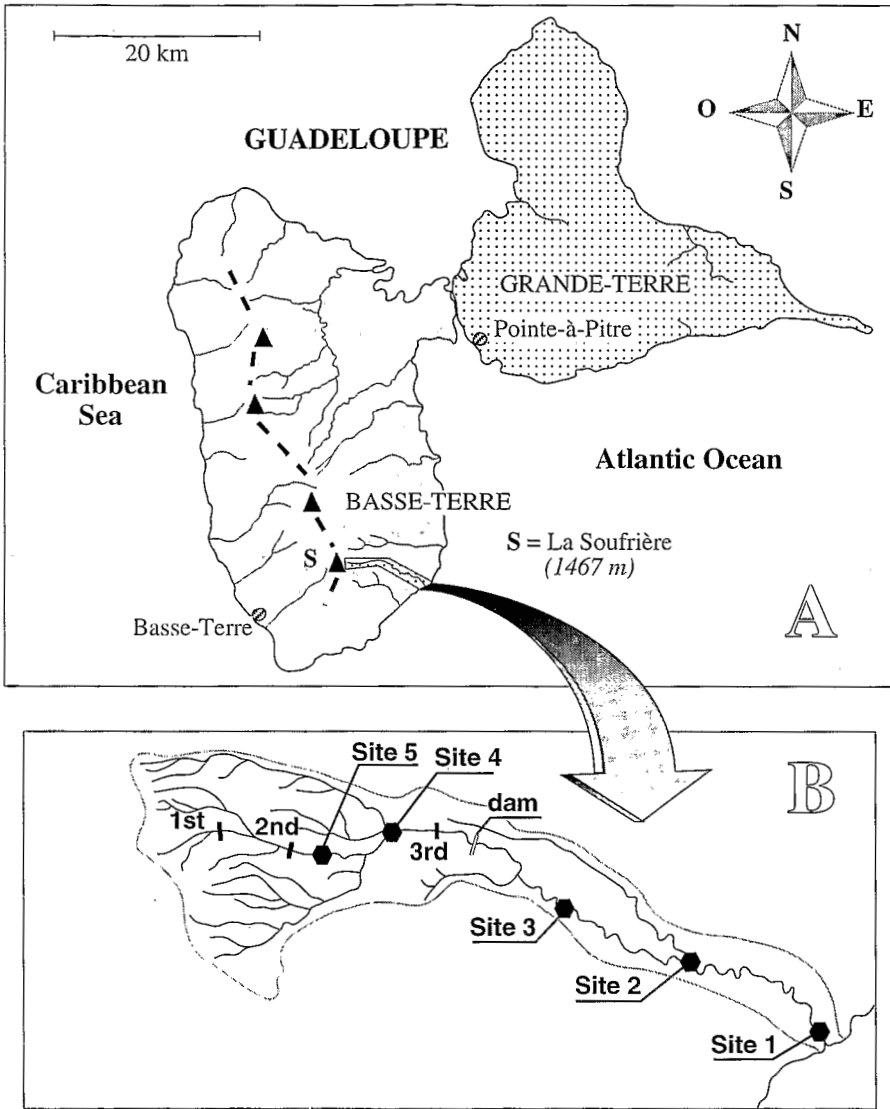 20 km
N
O
E
S
GUADELOUPE
GRANDE-TERRE
Pointe-à-Pitre
Caribbean
Sea
Atlantic Ocean
BASSE-TERRE
S
S = La Soufrière
(1467 m)
Basse-Terre
A
B
Site 5
Site 4
dam
1st
2nd
3rd
Site 3
Site 2
Site 1